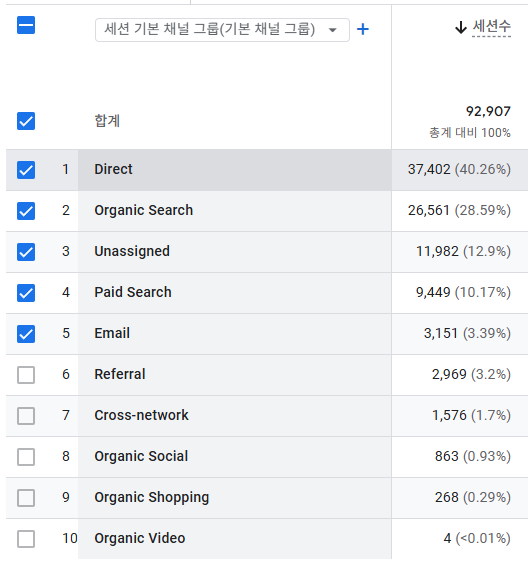 세션 기본 채널 그룹(기본 채널 그룹) 세션수
합계 92,907
총계 대비 100%
1 Direct 37,402 (40.26%)
2 Organic Search 26,561 (28.59%)
3 Unassigned 11,982 (12.9%)
4 Paid Search 9,449 (10.17%)
5 Email 3,151 (3.39%)
6 Referral 2,969 (3.2%)
7 Cross-network 1,576 (1.7%)
8 Organic Social 863 (0.93%)
9 Organic Shopping 268 (0.29%)
10 Organic Video 4 (<0.01%)